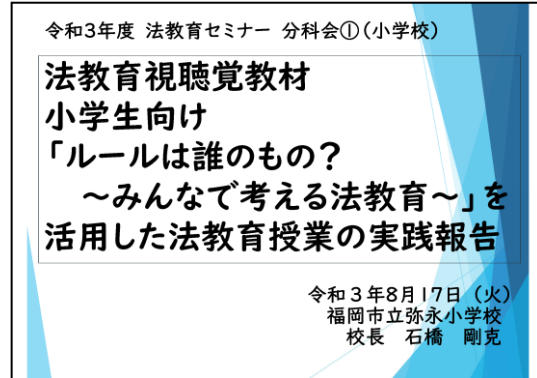 令和3年度 法教育セミナー 分科会①(小学校)
法教育視聴覚教材
小学生向け
「ルールは誰のもの?
～みんなで考える法教育～」を
活用した法教育授業の実践報告
令和3年8月17日(火)
福岡市立弥永小学校
校長 石橋 剛克